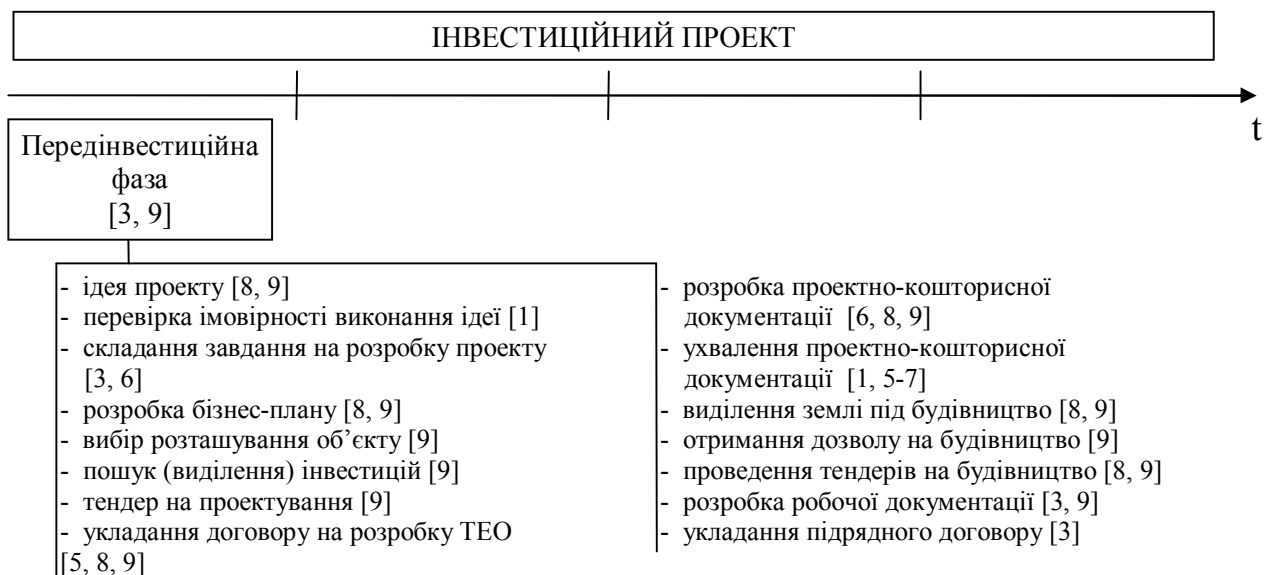 ІНВЕСТИЦІЙНИЙ ПРОЕКТ
t
Передінвестиційна
фаза
[3, 9]
- ідея проекту [8, 9]
- перевірка імовірності виконання ідеї [1]
- складання завдання на розробку проекту
[3, 6]
- розробка бізнес-плану [8, 9]
- вибір розташування об’єкту [9]
- пошук (виділення) інвестицій [9]
- тендер на проектування [9]
- укладання договору на розробку ТЕО
[5, 8, 9]
- розробка проектно-кошторисної
документації [6, 8, 9]
- ухвалення проектно-кошторисної
документації [1, 5-7]
- виділення землі під будівництво [8, 9]
- отримання дозволу на будівництво [9]
- проведення тендерів на будівництво [8, 9]
- розробка робочої документації [3, 9]
- укладання підрядного договору [3]